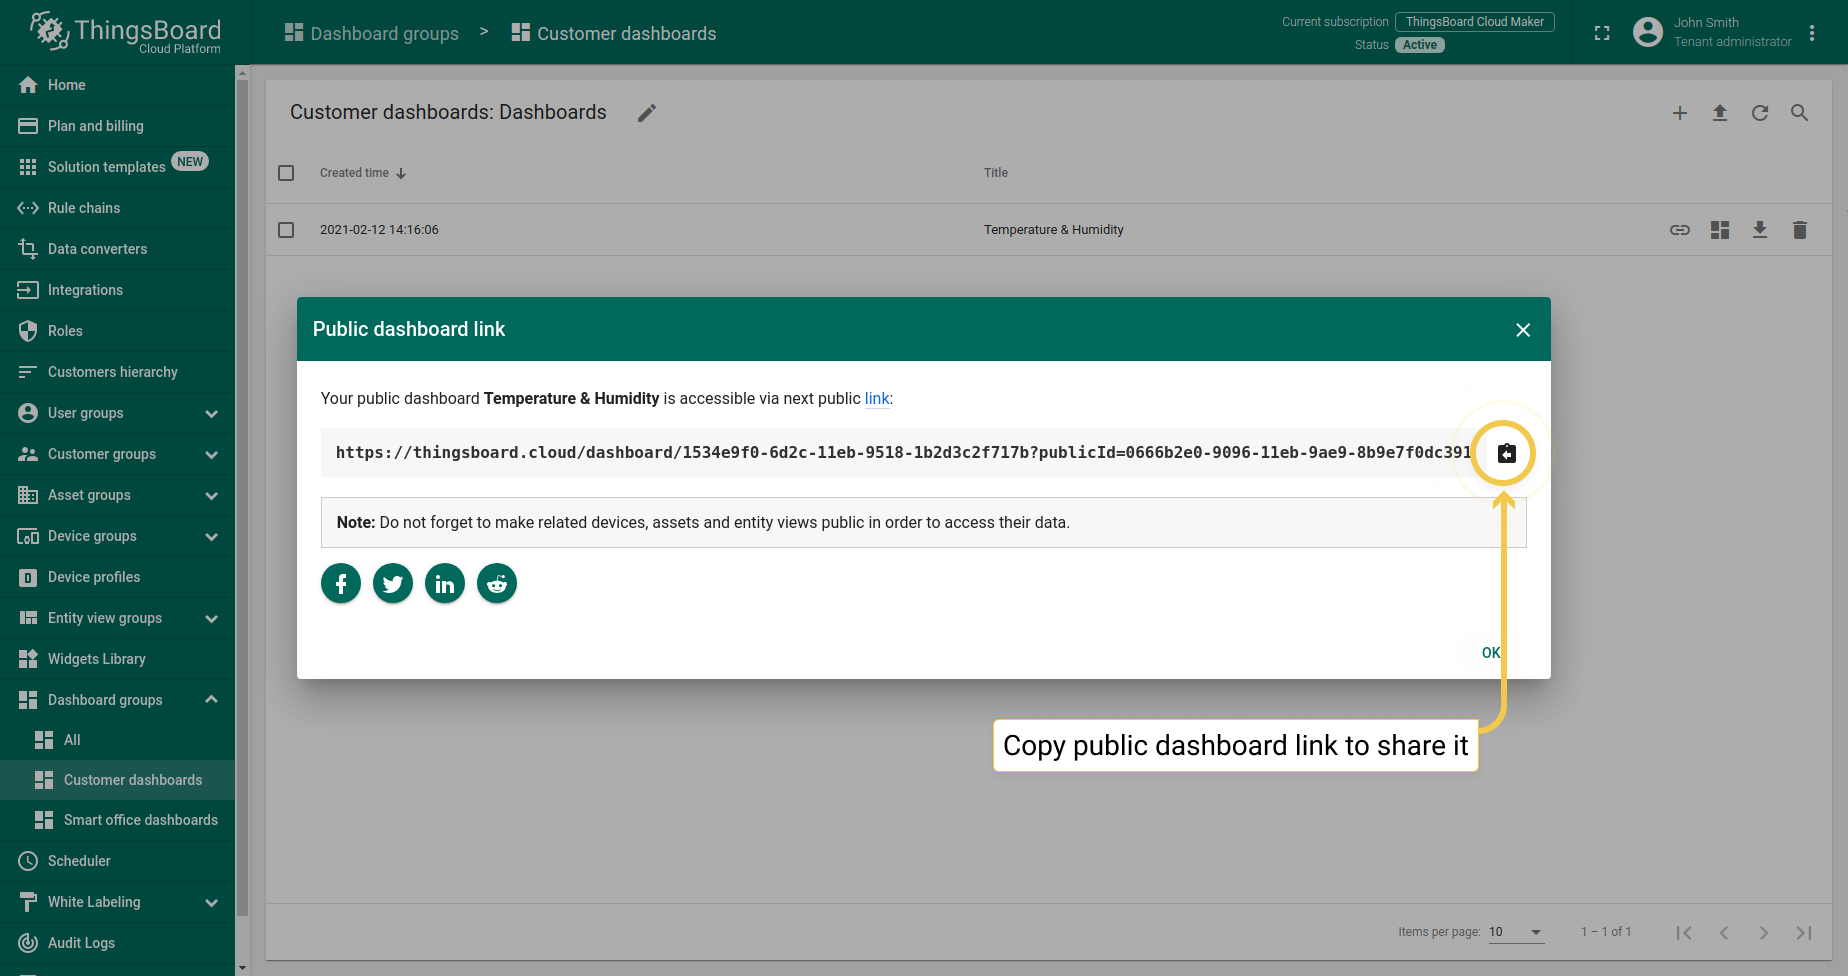 ThingsBoard
Cloud Platform
Dashboard groups > Customer dashboards
Current subscription ThingsBoard Cloud Maker
Status Active
John Smith
Tenant administrator
Home
Plan and billing
Solution templates NEW
Rule chains
Data converters
Integrations
Roles
Customers hierarchy
User groups
Customer groups
Asset groups
Device groups
Device profiles
Entity view groups
Widgets Library
Dashboard groups
All
Customer dashboards
Smart office dashboards
Scheduler
White Labeling
Audit Logs
Customer dashboards: Dashboards
Created time Title
2021-02-12 14:16:06 Temperature & Humidity
Public dashboard link
Your public dashboard Temperature & Humidity is accessible via next public link:
https://thingsboard.cloud/dashboard/1534e9f0-6d2c-11eb-9518-1b2d3c2f717b?publicId=0666b2e0-9096-11eb-9ae9-8b9e7f0dc391
Note: Do not forget to make related devices, assets and entity views public in order to access their data.
OK
Copy public dashboard link to share it
Items per page: 10 1 – 1 of 1